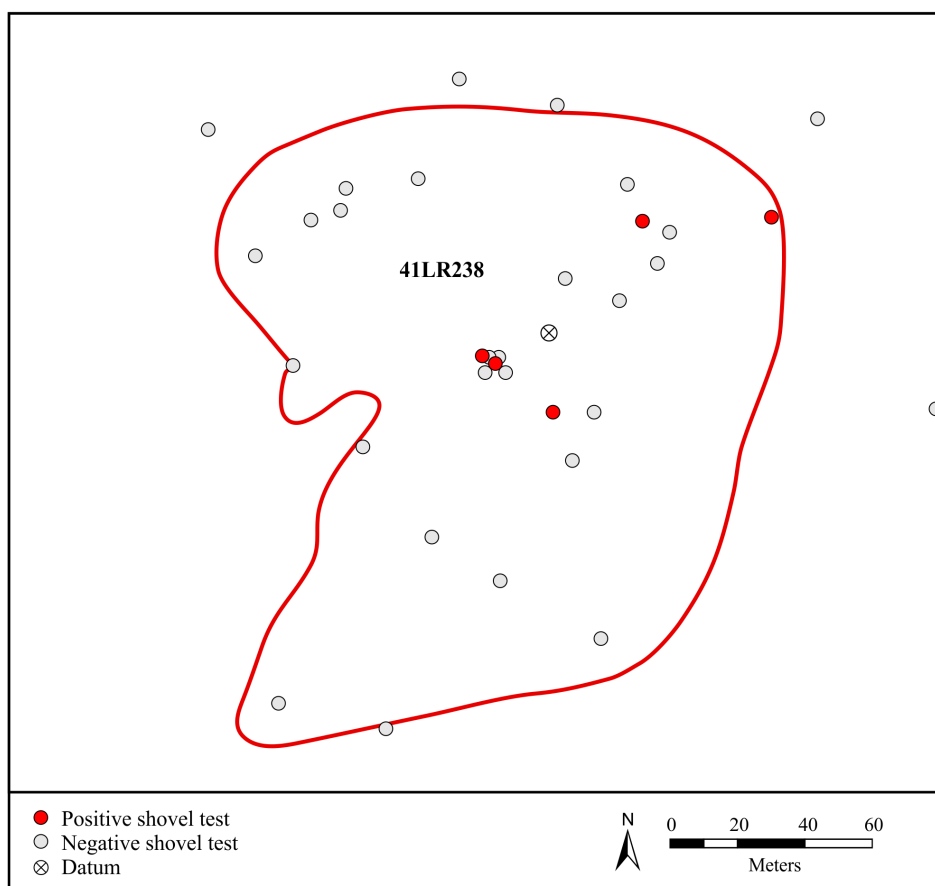 41LR238
Positive shovel test
Negative shovel test
Datum
N
0 20 40 60
Meters